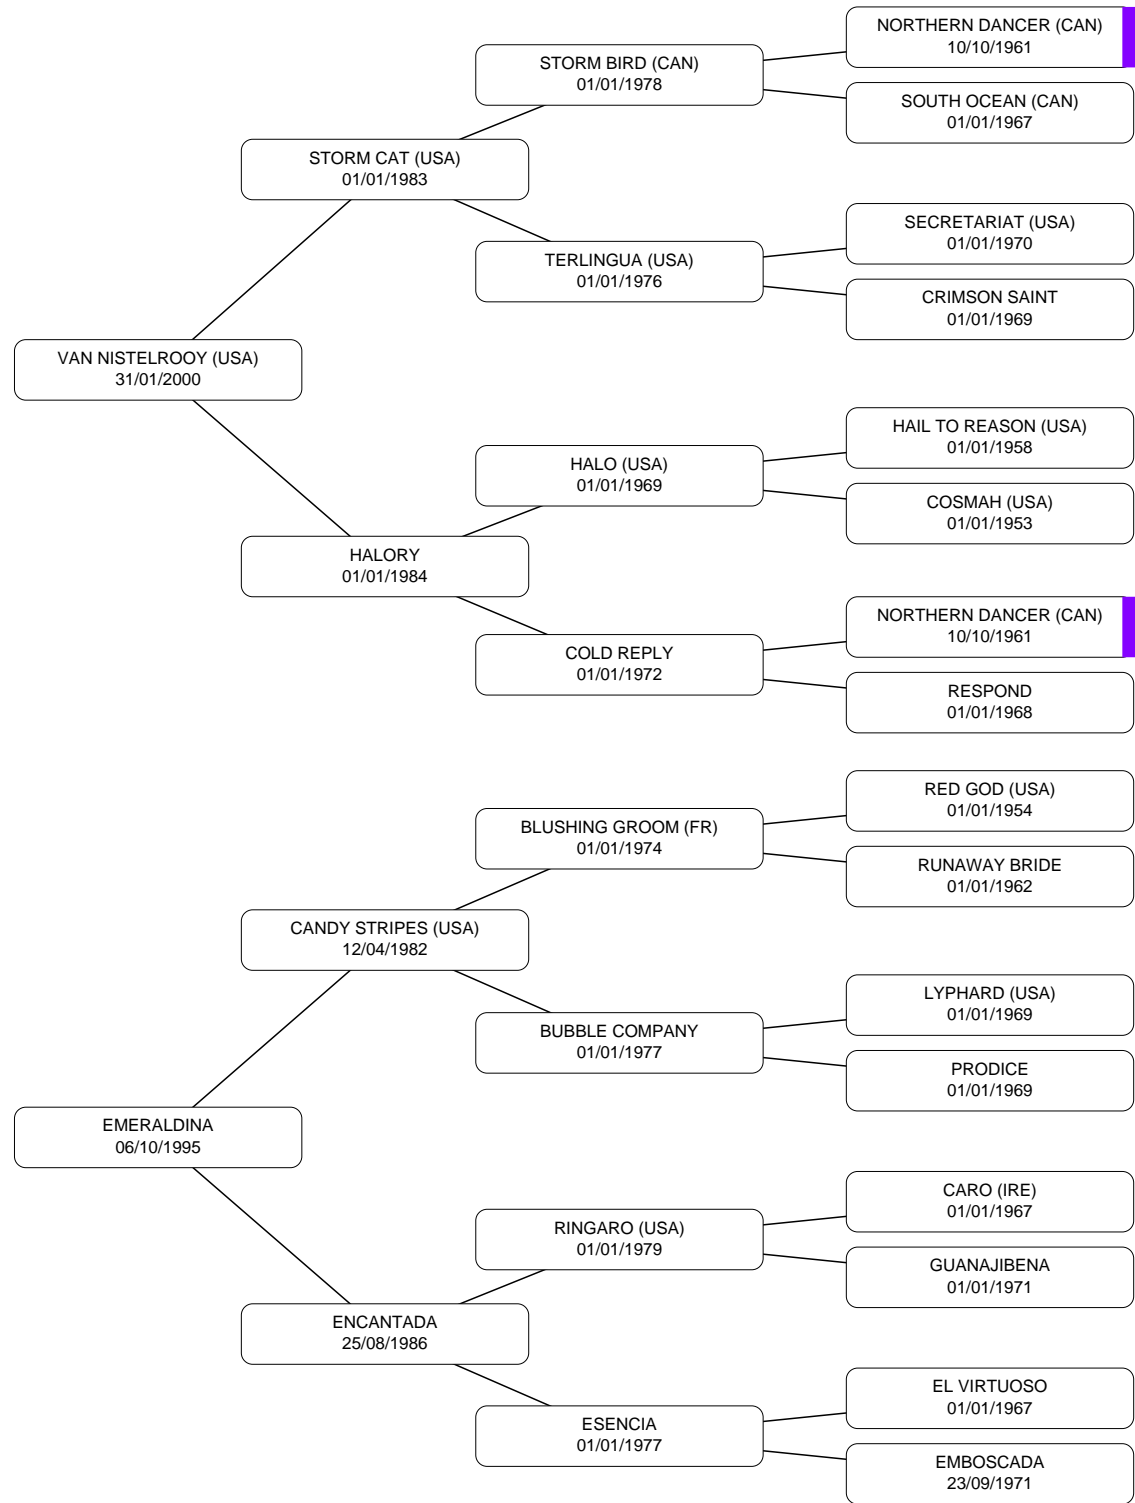 NORTHERN DANCER (CAN)
10/10/1961
STORM BIRD (CAN)
01/01/1978
SOUTH OCEAN (CAN)
01/01/1967
STORM CAT (USA)
01/01/1983
SECRETARIAT (USA)
01/01/1970
TERLINGUA (USA)
01/01/1976
CRIMSON SAINT
01/01/1969
VAN NISTELROOY (USA)
31/01/2000
HAIL TO REASON (USA)
01/01/1958
HALO (USA)
01/01/1969
COSMAH (USA)
01/01/1953
HALORY
01/01/1984
NORTHERN DANCER (CAN)
10/10/1961
COLD REPLY
01/01/1972
RESPOND
01/01/1968
RED GOD (USA)
01/01/1954
BLUSHING GROOM (FR)
01/01/1974
RUNAWAY BRIDE
01/01/1962
CANDY STRIPES (USA)
12/04/1982
LYPHARD (USA)
01/01/1969
BUBBLE COMPANY
01/01/1977
PRODICE
01/01/1969
EMERALDINA
06/10/1995
CARO (IRE)
01/01/1967
RINGARO (USA)
01/01/1979
GUANAJIBENA
01/01/1971
ENCANTADA
25/08/1986
EL VIRTUOSO
01/01/1967
ESENCIA
01/01/1977
EMBOSCADA
23/09/1971